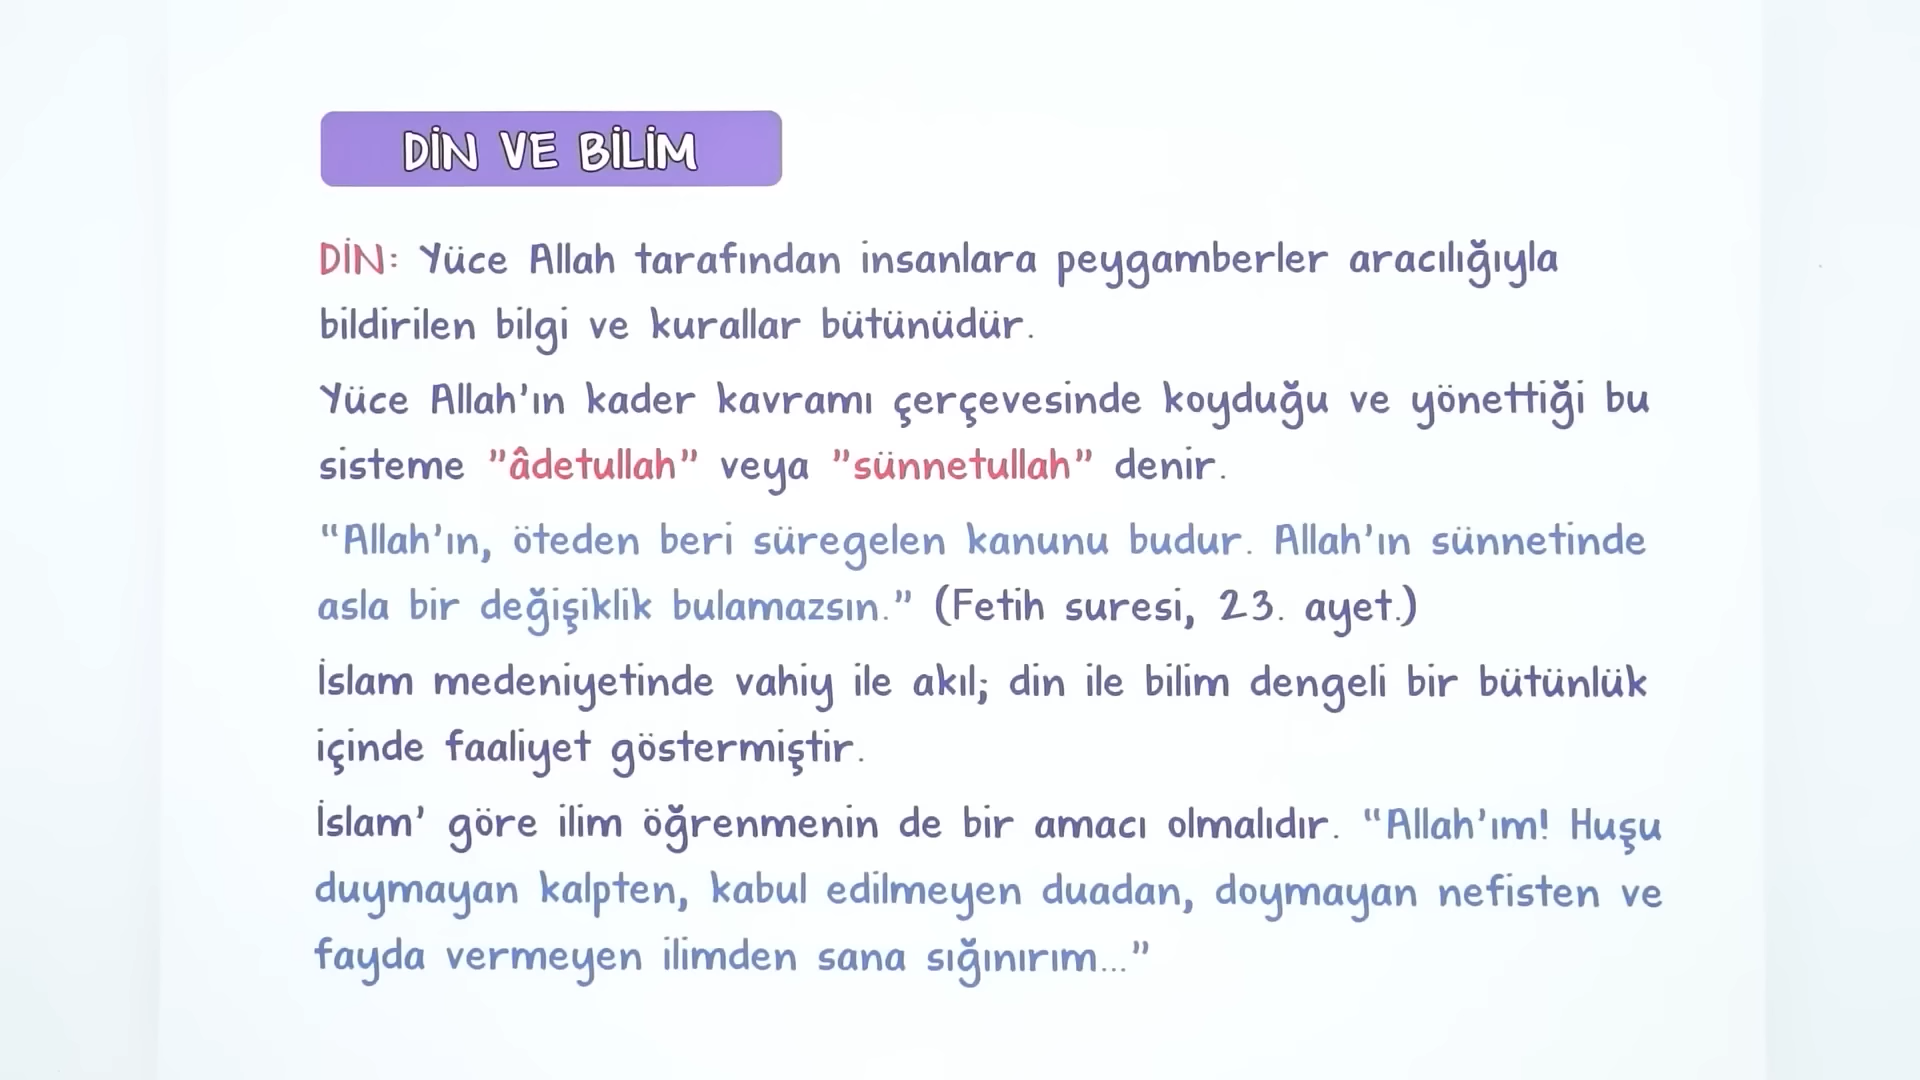 DİN VE BİLİM
DİN: Yüce Allah tarafından insanlara peygamberler aracılığıyla
bildirilen bilgi ve kurallar bütünüdür.
Yüce Allah'ın kader kavramı çerçevesinde koyduğu ve yönettiği bu
sisteme ”âdetullah” veya ”sünnetullah” denir.
“Allah'ın, öteden beri süregelen kanunu budur. Allah'ın sünnetinde
asla bir değişiklik bulamazsın.” (Fetih suresi, 23. ayet.)
İslam medeniyetinde vahiy ile akıl; din ile bilim dengeli bir bütünlük
içinde faaliyet göstermiştir.
İslam' göre ilim öğrenmenin de bir amacı olmalıdır. “Allah'ım! Huşu
duymayan kalpten, kabul edilmeyen duadan, doymayan nefisten ve
fayda vermeyen ilimden sana sığınırım...”